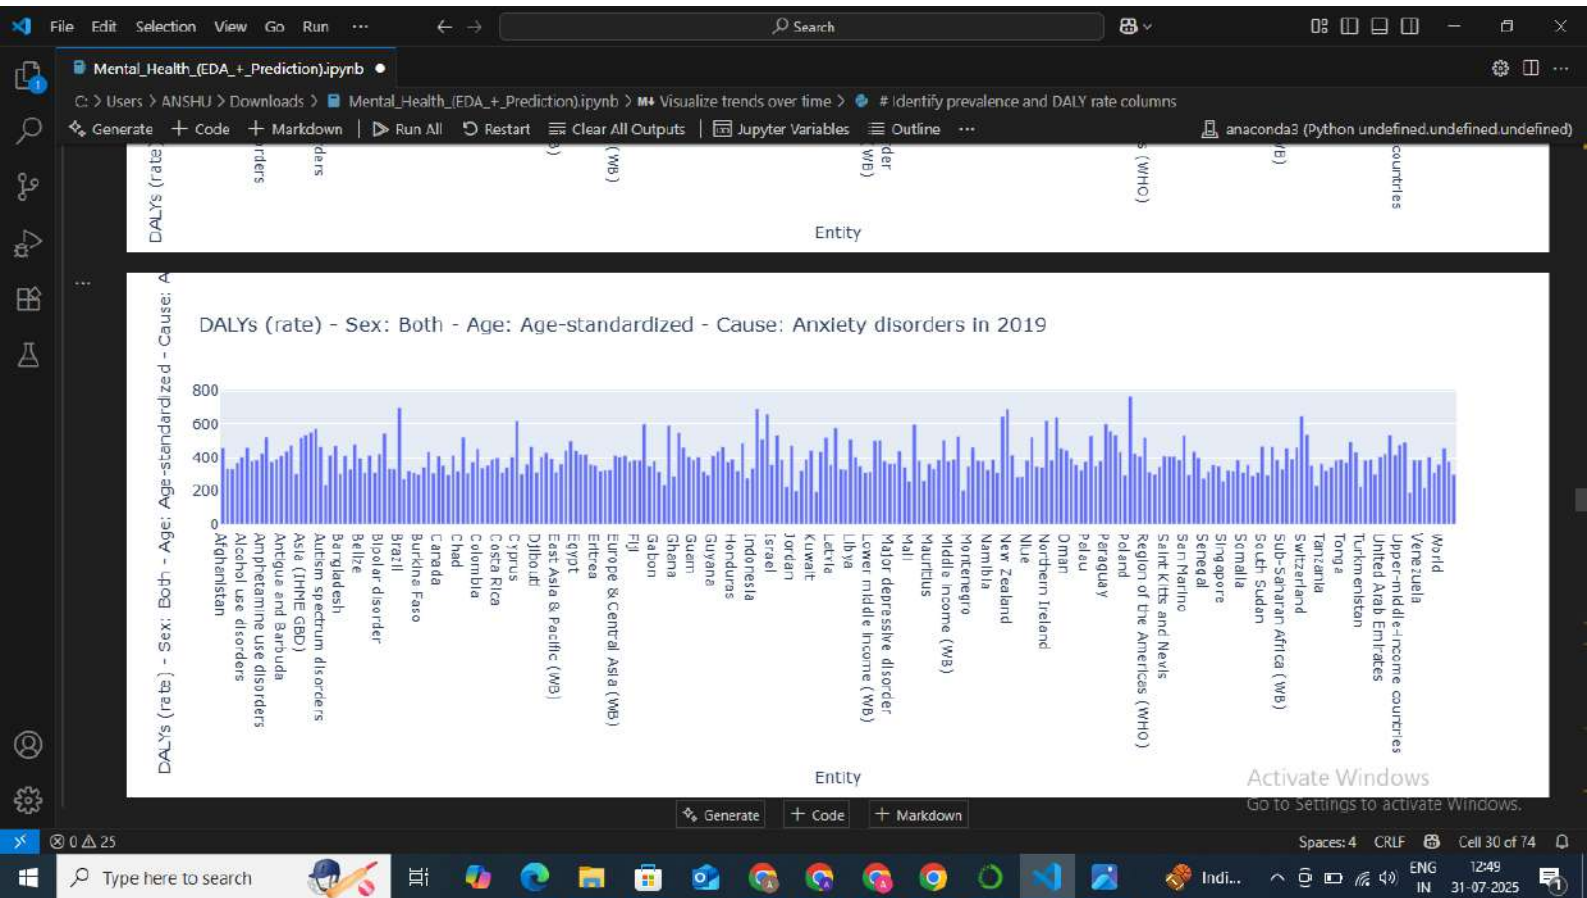 File Edit Selection View Go Run ··· ← → Search
Mental_Health_(EDA_+_Prediction).ipynb ●
C: > Users > ANSHU > Downloads > Mental_Health_(EDA_+_Prediction).ipynb > M↓ Visualize trends over time > # Identify prevalence and DALY rate columns
Generate + Code + Markdown | Run All Restart Clear All Outputs | Jupyter Variables Outline ··· anaconda3 (Python undefined.undefined.undefined)
DALYs (rate)
(WB)
(WB)
s (WHO)
countries
Entity
DALYs (rate) - Sex: Both - Age: Age-standardized - Cause: Anxiety disorders in 2019
DALYs (rate) - Sex: Both - Age: Age-standardized - Cause: A
800
600
400
200
0
Afghanistan
Alcohol use disorders
Amphetamine use disorders
Antigua and Barbuda
Asia (IHME GBD)
Autism spectrum disorders
Bangladesh
Belize
Bipolar disorder
Brazil
Burkina Faso
Canada
Chad
Colombia
Costa Rica
Cyprus
Djibouti
East Asia & Pacific (WB)
Egypt
Eritrea
Europe & Central Asia (WB)
Fiji
Gabon
Ghana
Guam
Guyana
Honduras
Indonesia
Israel
Jordan
Kuwait
Latvia
Libya
Lower middle income (WB)
Major depressive disorder
Mali
Mauritius
Middle income (WB)
Montenegro
Namibia
New Zealand
Niue
Northern Ireland
Oman
Palau
Paraguay
Poland
Region of the Americas (WHO)
Saint Kitts and Nevis
San Marino
Senegal
Singapore
Somalia
South Sudan
Sub-Saharan Africa (WB)
Switzerland
Tanzania
Tonga
Turkmenistan
United Arab Emirates
Upper-middle-income countries
Venezuela
World
Entity
Activate Windows
Go to Settings to activate Windows.
Generate + Code + Markdown
0 25 Spaces: 4 CRLF Cell 30 of 74
Type here to search Indi... ENG IN 12:49 31-07-2025